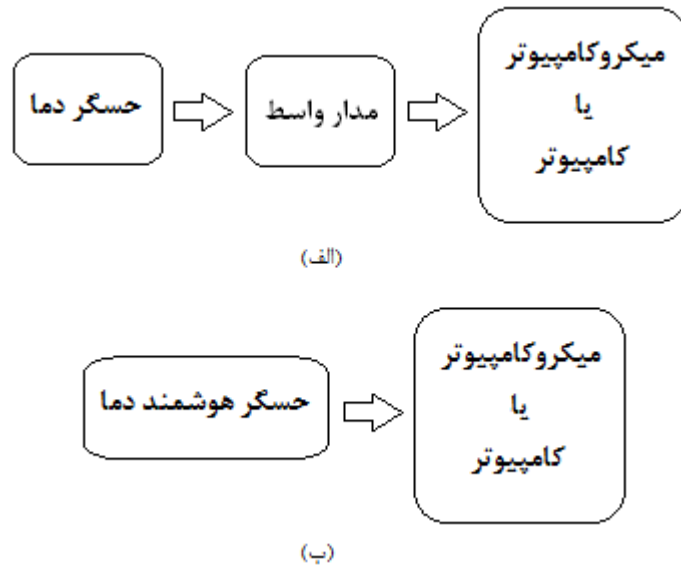 حسگر دما
مدار واسط
میکروکامپیوتر
یا
کامپیوتر
(الف)
حسگر هوشمند دما
میکروکامپیوتر
یا
کامپیوتر
(ب)